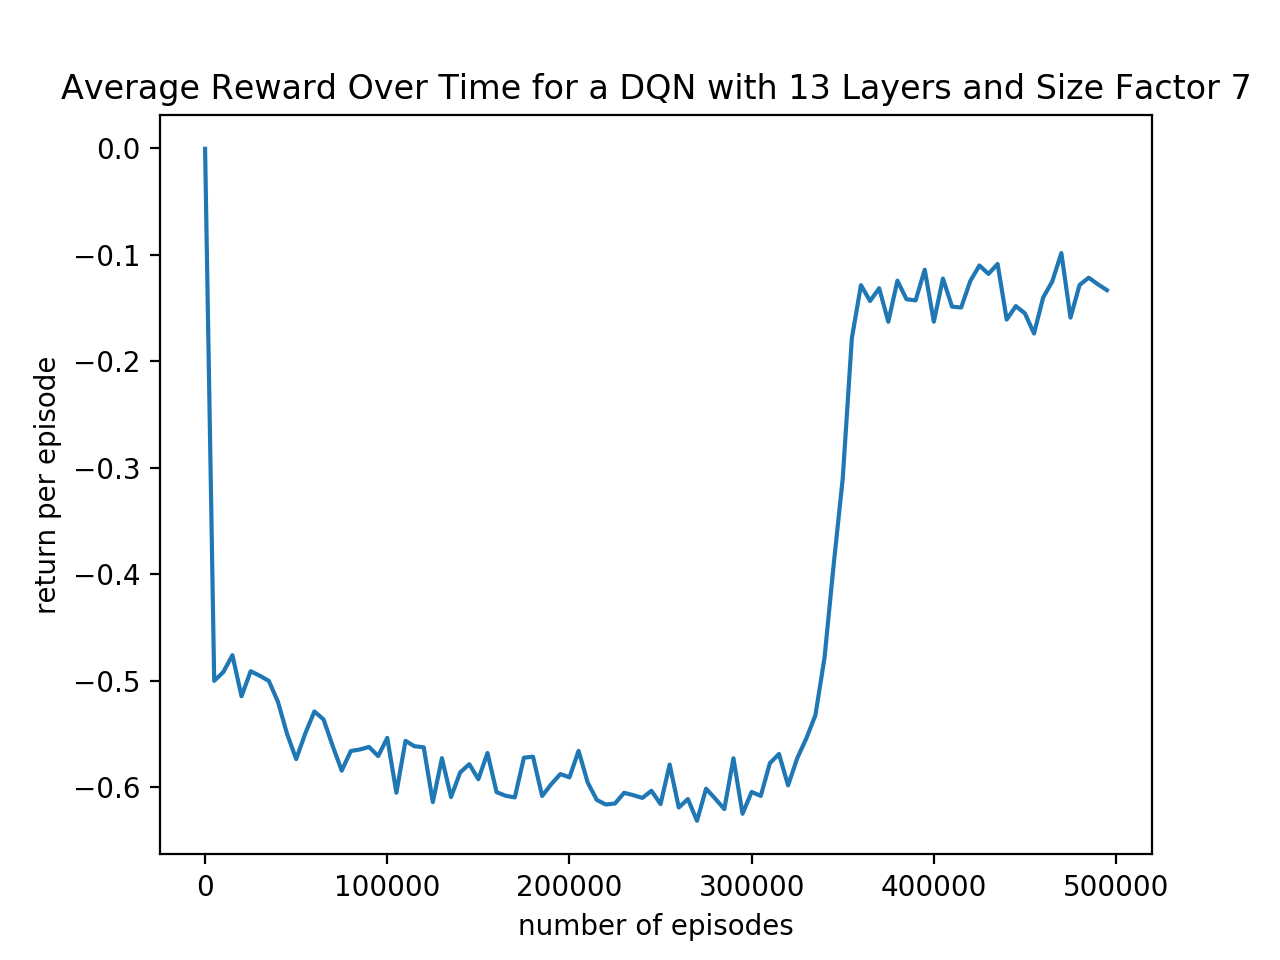 Average Reward Over Time for a DQN with 13 Layers and Size Factor 7
0.0
−0.1
−0.2
−0.3
−0.4
−0.5
−0.6
return per episode
0 100000 200000 300000 400000 500000
number of episodes